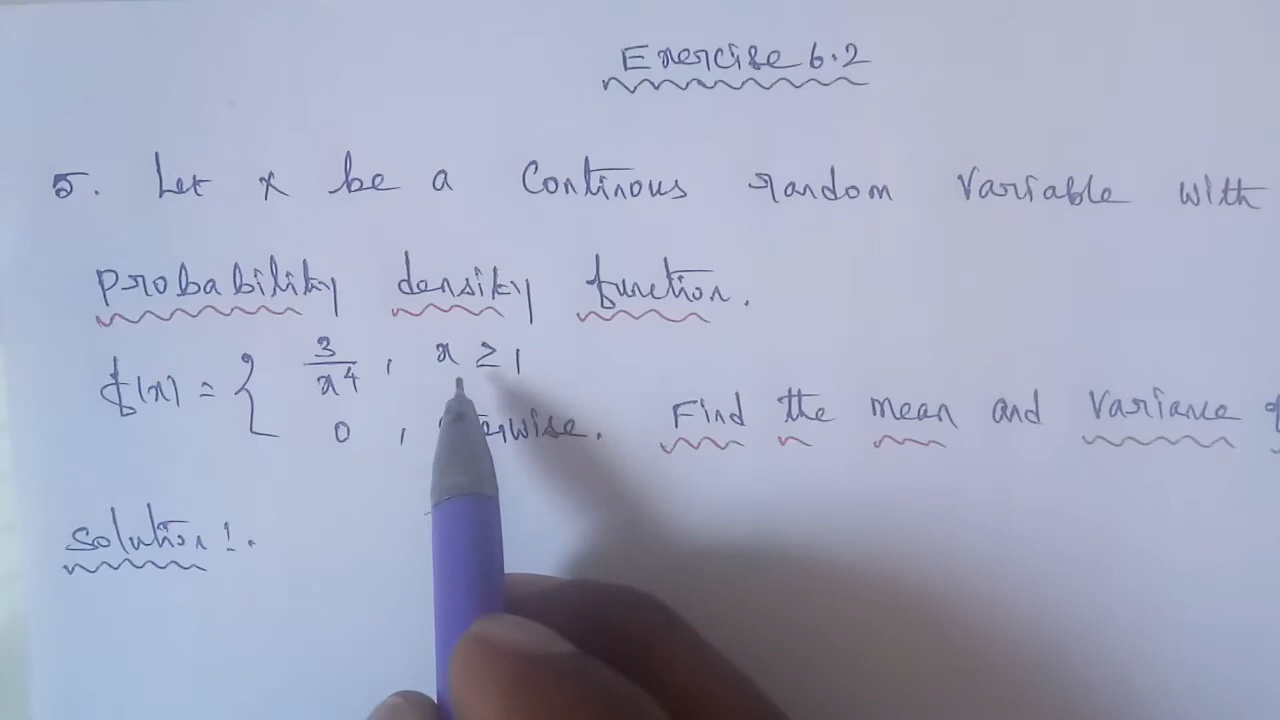 Exercise 6.2
5. Let x be a Continous random Variable with
probability density function.
f(x) = { 3/x⁴, x ≥ 1
0, Find the mean and Variance
Solution:.